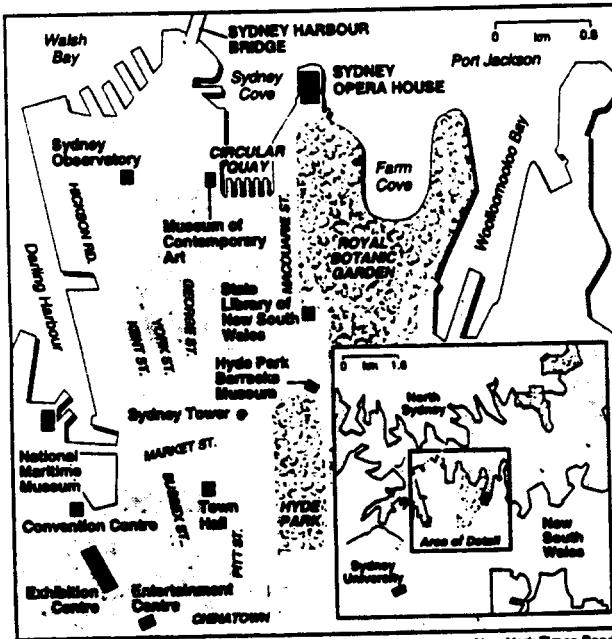 Walsh
Bay
SYDNEY HARBOUR
BRIDGE
Sydney
Cove
SYDNEY
OPERA HOUSE
0 km 0.8
Port Jackson
Sydney
Observatory
CIRCULAR
QUAY
Farm
Cove
Woolloomooloo Bay
HICKSON RD.
Museum of
Contemporary
Art
MACQUARIE ST.
ROYAL
BOTANIC
GARDEN
Darling Harbour
KENT ST.
YORK ST.
GEORGE ST.
State
Library of
New South
Wales
Hyde Park
Barracks
Museum
Sydney Tower
MARKET ST.
National
Maritime
Museum
Convention Centre
SUSSEX ST.
Town
Hall
PITT ST.
HYDE
PARK
Exhibition
Centre
Entertainment
Centre
CHINATOWN
0 km 1.6
North
Sydney
Area of Detail
New
South
Wales
Sydney
University